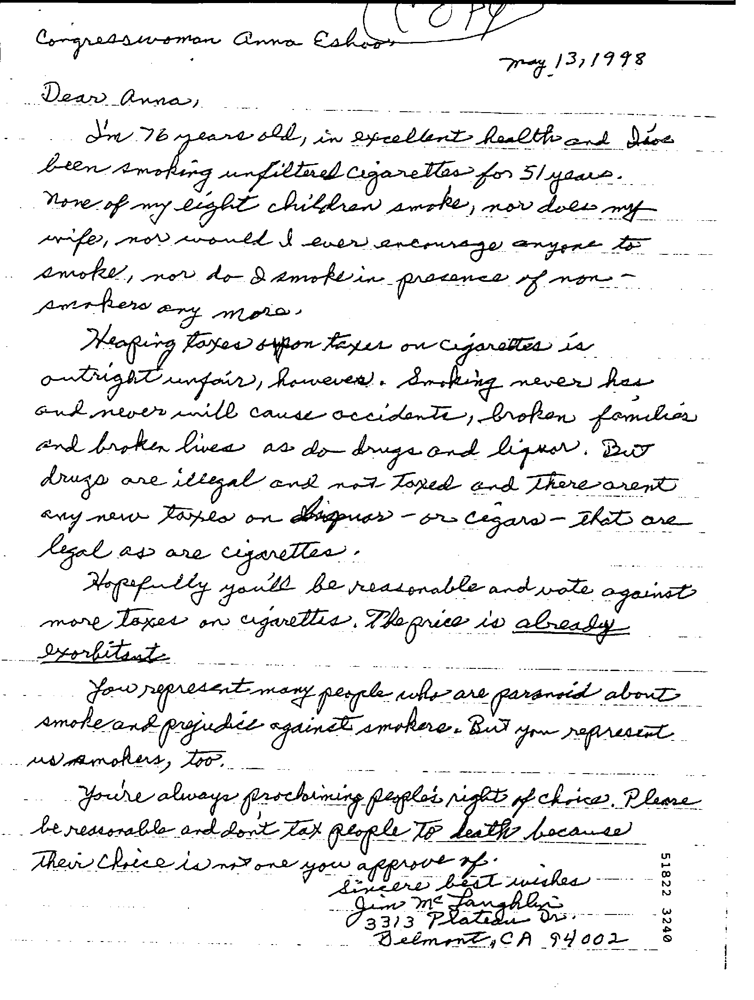 COPY
Congresswoman Anna Eshoo
May 13, 1998
Dear Anna,
I'm 76 years old, in excellent health and I've
been smoking unfiltered cigarettes for 51 years.
None of my eight children smoke, nor does my
wife, nor would I ever encourage anyone to
smoke, nor do I smoke in presence of non-
smokers any more.
Heaping taxes upon taxes on cigarettes is
outright unfair, however. Smoking never has
and never will cause accidents, broken families
and broken lives as do drugs and liquor. But
drugs are illegal and not taxed and there arent
any new taxes on liquor - or cigars - that are
legal as are cigarettes.
Hopefully you'll be reasonable and vote against
more taxes on cigarettes. The price is already
exorbitant.
You represent many people who are paranoid about
smoke and prejudice against smokers. But you represent
us smokers, too.
You're always proclaiming people's right of choice. Please
be reasonable and don't tax people to death because
their choice is not one you approve of.
Sincere best wishes
Jim McLaughlin
3313 Plateau Dr.
Belmont, CA 94002
51822 3240